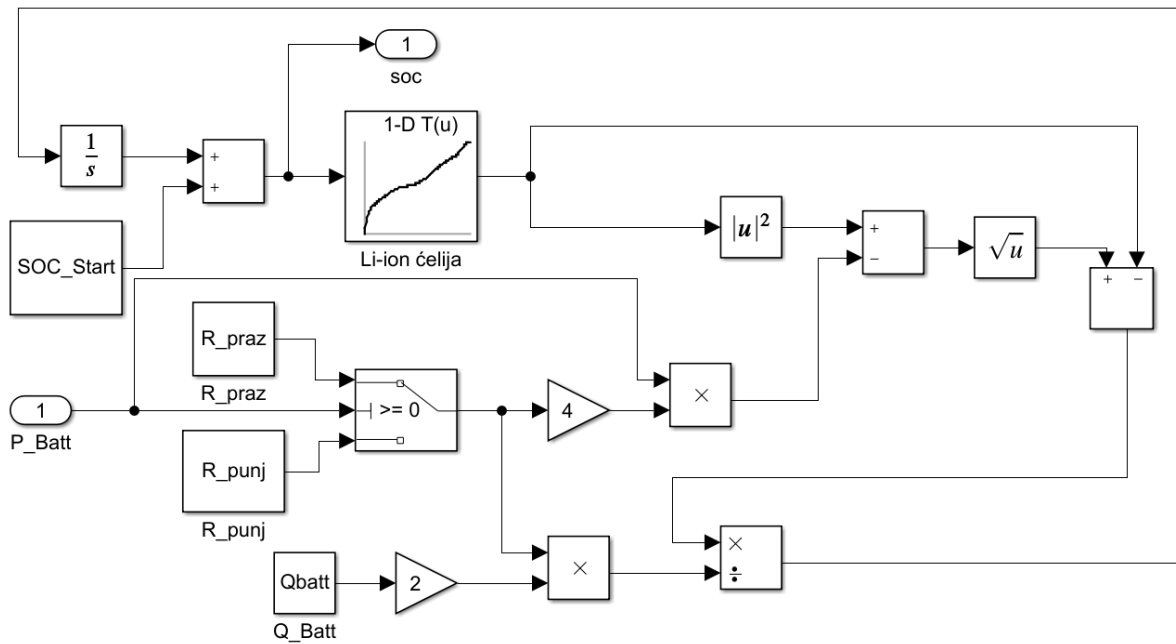 1
soc
1-D T(u)
1
s
+
+
Li-ion ćelija
SOC_Start
|u|²
+
−
√u
+ −
R_praz
R_praz
1
P_Batt
>= 0
4
×
R_punj
R_punj
Qbatt
Q_Batt
2
×
×
÷